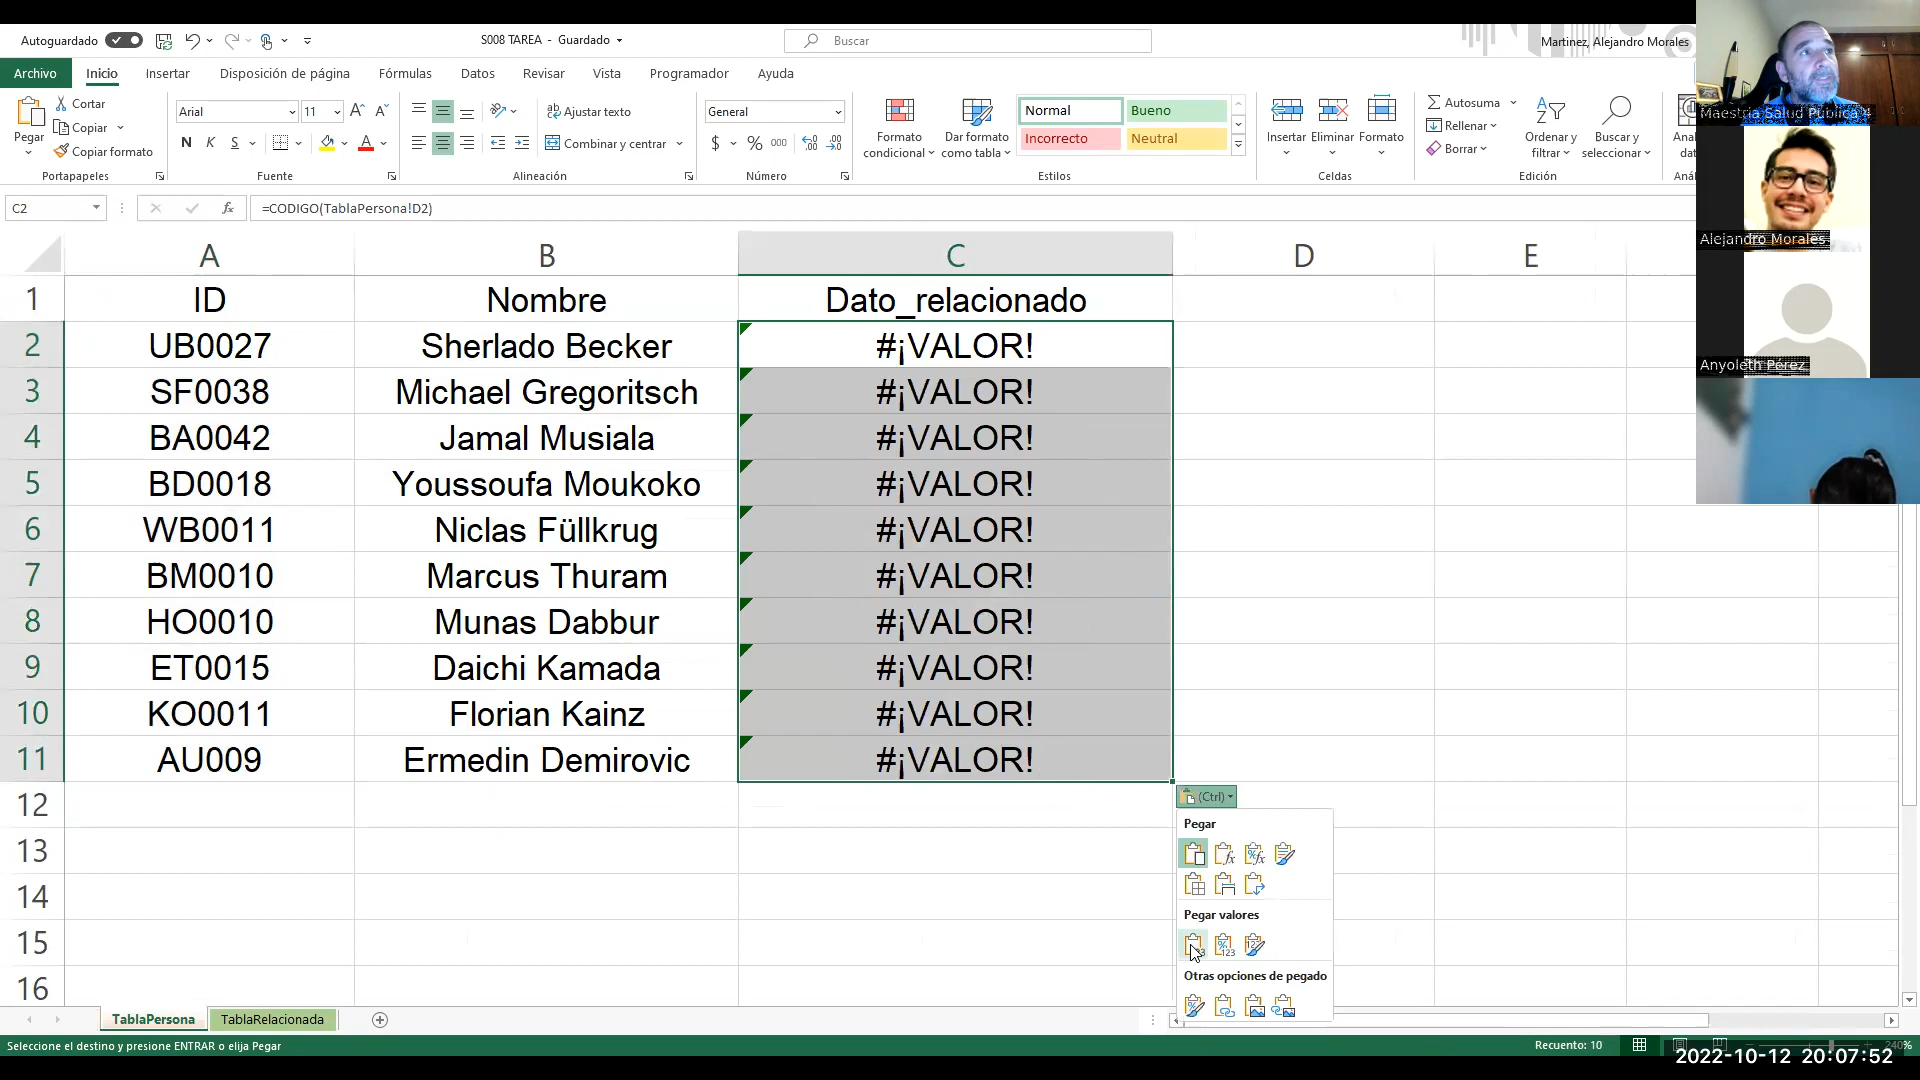 Autoguardado
S008 TAREA - Guardado
Buscar
Martinez, Alejandro Morales
Archivo Inicio Insertar Disposición de página Fórmulas Datos Revisar Vista Programador Ayuda
Pegar
Cortar
Copiar
Copiar formato
Portapapeles
Arial 11
N K S
Fuente
Ajustar texto
Combinar y centrar
Alineación
General
$ % 000
Número
Formato condicional
Dar formato como tabla
Normal Bueno
Incorrecto Neutral
Estilos
Insertar Eliminar Formato
Celdas
Autosuma
Rellenar
Borrar
Ordenar y filtrar
Buscar y seleccionar
Edición
C2
=CODIGO(TablaPersona!D2)
A B C D E
1 ID Nombre Dato_relacionado
2 UB0027 Sherlado Becker #¡VALOR!
3 SF0038 Michael Gregoritsch #¡VALOR!
4 BA0042 Jamal Musiala #¡VALOR!
5 BD0018 Youssoufa Moukoko #¡VALOR!
6 WB0011 Niclas Füllkrug #¡VALOR!
7 BM0010 Marcus Thuram #¡VALOR!
8 HO0010 Munas Dabbur #¡VALOR!
9 ET0015 Daichi Kamada #¡VALOR!
10 KO0011 Florian Kainz #¡VALOR!
11 AU009 Ermedin Demirovic #¡VALOR!
12
13
14
15
16
(Ctrl)
Pegar
Pegar valores
Otras opciones de pegado
TablaPersona TablaRelacionada
Seleccione el destino y presione ENTRAR o elija Pegar
Recuento: 10
240%
2022-10-12 20:07:52
Maestria Salud Publica 4
Alejandro Morales
Anyoleth Pérez